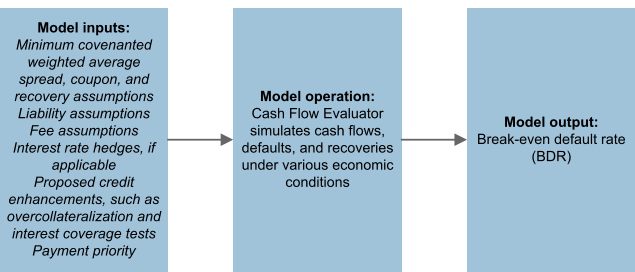 Model inputs:
Minimum covenanted
weighted average
spread, coupon, and
recovery assumptions
Liability assumptions
Fee assumptions
Interest rate hedges, if
applicable
Proposed credit
enhancements, such as
overcollateralization and
interest coverage tests
Payment priority
Model operation:
Cash Flow Evaluator
simulates cash flows,
defaults, and recoveries
under various economic
conditions
Model output:
Break-even default rate
(BDR)